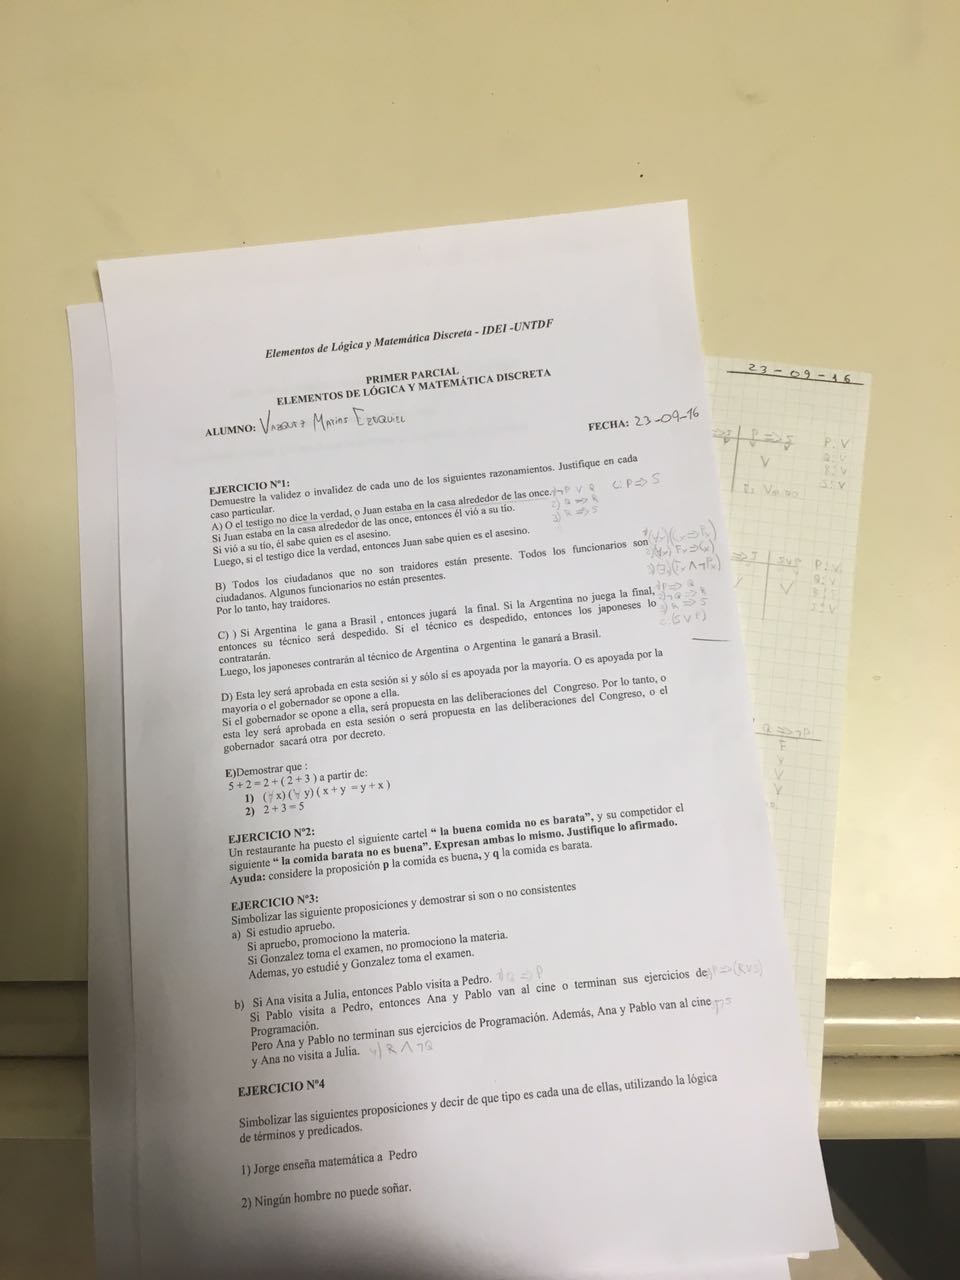 Elementos de Lógica y Matemática Discreta - IDEI -UNTDF
PRIMER PARCIAL
ELEMENTOS DE LÓGICA Y MATEMÁTICA DISCRETA
ALUMNO: Vazquez Matias Ezequiel
FECHA: 23-09-16
EJERCICIO Nº1:
Demuestre la validez o invalidez de cada uno de los siguientes razonamientos. Justifique en cada
caso particular.
A) O el testigo no dice la verdad, o Juan estaba en la casa alrededor de las once. 1) ¬P V Q C: P ⇒ S
Si Juan estaba en la casa alrededor de las once, entonces él vió a su tío. 2) Q ⇒ R
Si vió a su tío, él sabe quien es el asesino. 3) R ⇒ S
Luego, si el testigo dice la verdad, entonces Juan sabe quien es el asesino.
B) Todos los ciudadanos que no son traidores están presente. Todos los funcionarios son
ciudadanos. Algunos funcionarios no están presentes.
Por lo tanto, hay traidores.
C) ) Si Argentina le gana a Brasil , entonces jugará la final. Si la Argentina no juega la final, 1) P ⇒ Q
entonces su técnico será despedido. Si el técnico es despedido, entonces los japoneses lo 2) ¬Q ⇒ R
contratarán. 3) R ⇒ S
Luego, los japoneses contrarán al técnico de Argentina o Argentina le ganará a Brasil. C: (S V P)
D) Esta ley será aprobada en esta sesión si y sólo sí es apoyada por la mayoría. O es apoyada por la
mayoría o el gobernador se opone a ella.
Si el gobernador se opone a ella, será propuesta en las deliberaciones del Congreso. Por lo tanto, o
esta ley será aprobada en esta sesión o será propuesta en las deliberaciones del Congreso, o el
gobernador sacará otra por decreto.
E)Demostrar que :
5 + 2 = 2 + ( 2 + 3 ) a partir de:
1) (∀x) (∀ y) ( x + y = y + x )
2) 2 + 3 = 5
EJERCICIO Nº2:
Un restaurante ha puesto el siguiente cartel “ la buena comida no es barata”, y su competidor el
siguiente “ la comida barata no es buena”. Expresan ambas lo mismo. Justifique lo afirmado.
Ayuda: considere la proposición p la comida es buena, y q la comida es barata.
EJERCICIO Nº3:
Simbolizar las siguiente proposiciones y demostrar si son o no consistentes
a) Si estudio apruebo.
Si apruebo, promociono la materia.
Si Gonzalez toma el examen, no promociono la materia.
Ademas, yo estudié y Gonzalez toma el examen.
b) Si Ana visita a Julia, entonces Pablo visita a Pedro. 1) Q ⇒ P
Si Pablo visita a Pedro, entonces Ana y Pablo van al cine o terminan sus ejercicios de 2) P ⇒ (R V S)
Programación.
Pero Ana y Pablo no terminan sus ejercicios de Programación. Además, Ana y Pablo van al cine ¬S
y Ana no visita a Julia. 4) R Λ ¬Q
EJERCICIO Nº4
Simbolizar las siguientes proposiciones y decir de que tipo es cada una de ellas, utilizando la lógica
de términos y predicados.
1) Jorge enseña matemática a Pedro
2) Ningún hombre no puede soñar.
23 - 09 - 16
P ⇒ S
P: V
V
Q: V
R: V
S: V
Es Valido
S V P
P: V
V
Q ⇒ ¬P
F
V
V
V